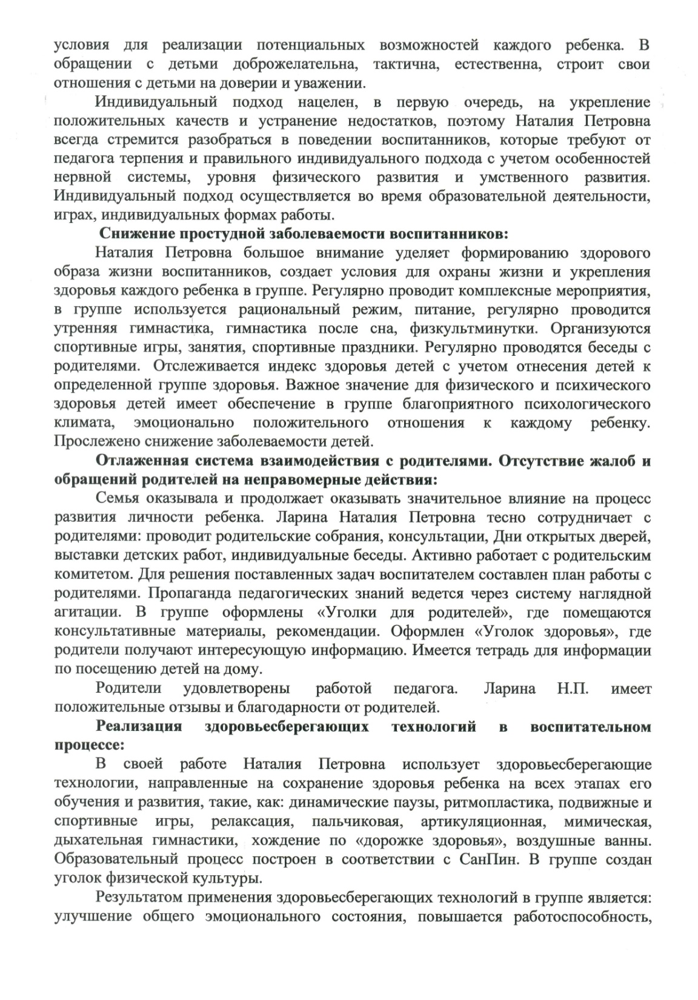 условия для реализации потенциальных возможностей каждого ребенка. В
обращении с детьми доброжелательна, тактична, естественна, строит свои
отношения с детьми на доверии и уважении.
Индивидуальный подход нацелен, в первую очередь, на укрепление
положительных качеств и устранение недостатков, поэтому Наталия Петровна
всегда стремится разобраться в поведении воспитанников, которые требуют от
педагога терпения и правильного индивидуального подхода с учетом особенностей
нервной системы, уровня физического развития и умственного развития.
Индивидуальный подход осуществляется во время образовательной деятельности,
играх, индивидуальных формах работы.
Снижение простудной заболеваемости воспитанников:
Наталия Петровна большое внимание уделяет формированию здорового
образа жизни воспитанников, создает условия для охраны жизни и укрепления
здоровья каждого ребенка в группе. Регулярно проводит комплексные мероприятия,
в группе используется рациональный режим, питание, регулярно проводится
утренняя гимнастика, гимнастика после сна, физкультминутки. Организуются
спортивные игры, занятия, спортивные праздники. Регулярно проводятся беседы с
родителями. Отслеживается индекс здоровья детей с учетом отнесения детей к
определенной группе здоровья. Важное значение для физического и психического
здоровья детей имеет обеспечение в группе благоприятного психологического
климата, эмоционально положительного отношения к каждому ребенку.
Прослежено снижение заболеваемости детей.
Отлаженная система взаимодействия с родителями. Отсутствие жалоб и
обращений родителей на неправомерные действия:
Семья оказывала и продолжает оказывать значительное влияние на процесс
развития личности ребенка. Ларина Наталия Петровна тесно сотрудничает с
родителями: проводит родительские собрания, консультации, Дни открытых дверей,
выставки детских работ, индивидуальные беседы. Активно работает с родительским
комитетом. Для решения поставленных задач воспитателем составлен план работы с
родителями. Пропаганда педагогических знаний ведется через систему наглядной
агитации. В группе оформлены «Уголки для родителей», где помещаются
консультативные материалы, рекомендации. Оформлен «Уголок здоровья», где
родители получают интересующую информацию. Имеется тетрадь для информации
по посещению детей на дому.
Родители удовлетворены работой педагога. Ларина Н.П. имеет
положительные отзывы и благодарности от родителей.
Реализация здоровьесберегающих технологий в воспитательном
процессе:
В своей работе Наталия Петровна использует здоровьесберегающие
технологии, направленные на сохранение здоровья ребенка на всех этапах его
обучения и развития, такие, как: динамические паузы, ритмопластика, подвижные и
спортивные игры, релаксация, пальчиковая, артикуляционная, мимическая,
дыхательная гимнастики, хождение по «дорожке здоровья», воздушные ванны.
Образовательный процесс построен в соответствии с СанПин. В группе создан
уголок физической культуры.
Результатом применения здоровьесберегающих технологий в группе является:
улучшение общего эмоционального состояния, повышается работоспособность,